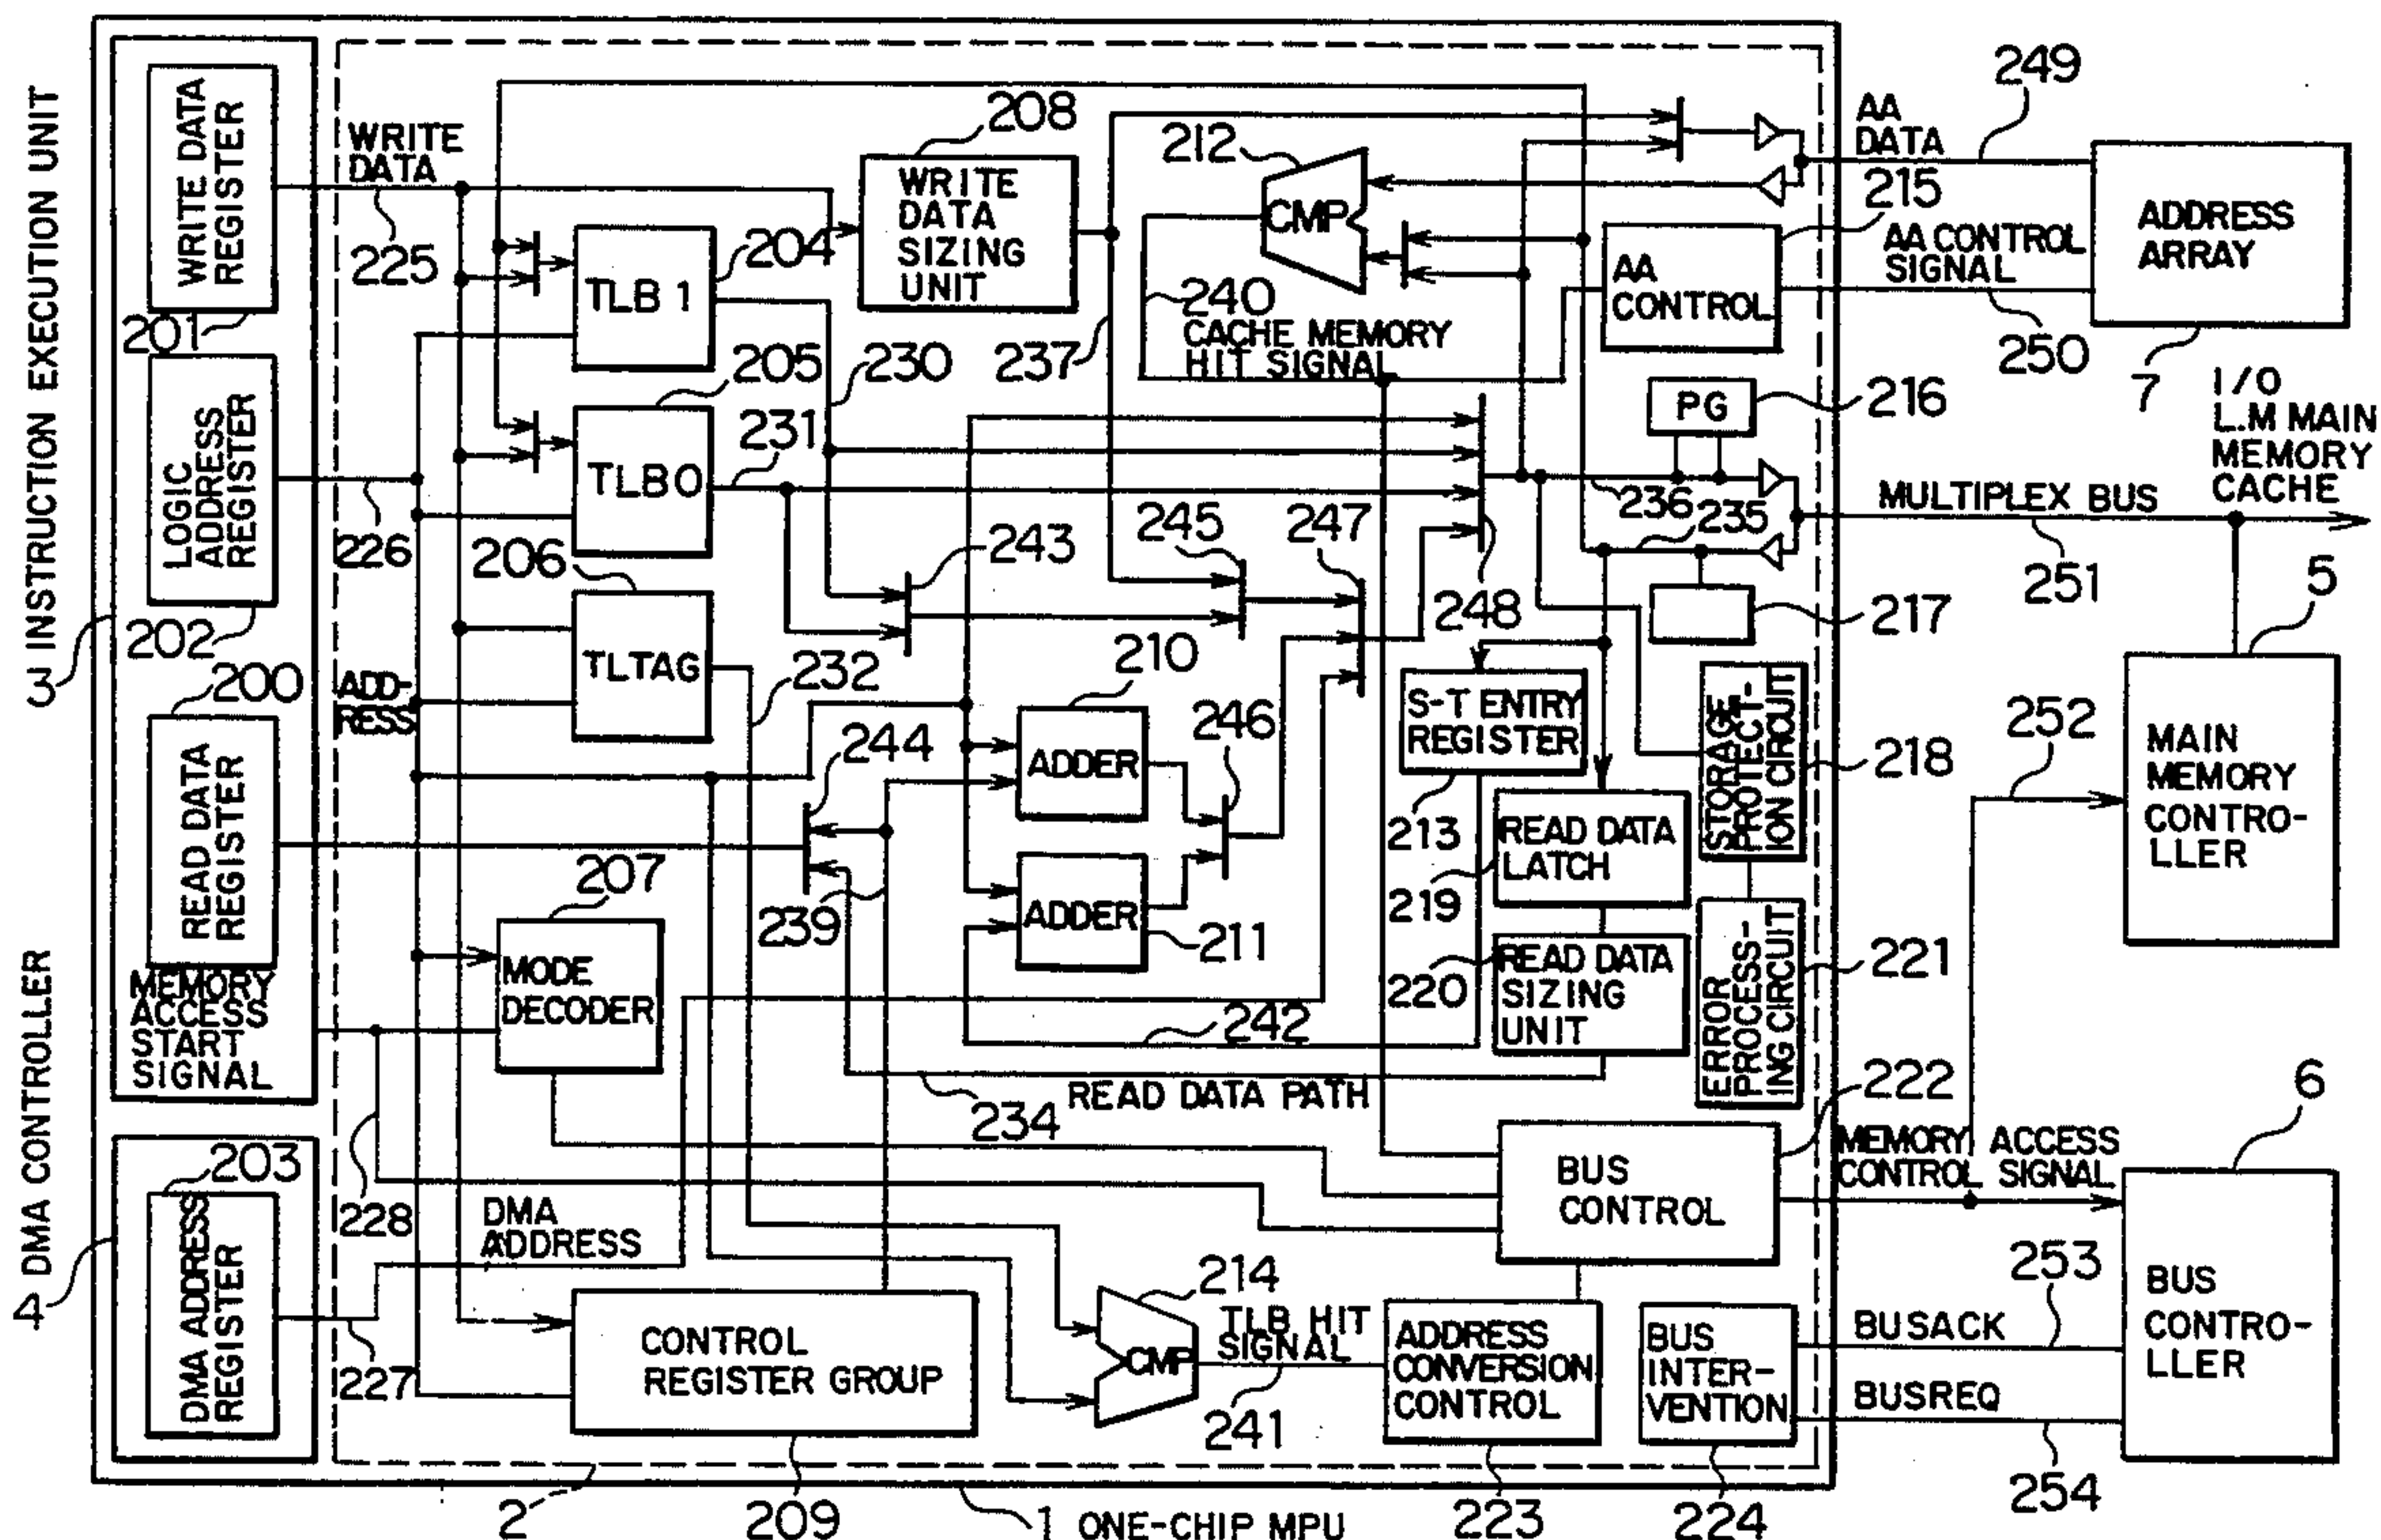 3 INSTRUCTION EXECUTION UNIT
4 DMA CONTROLLER
WRITE DATA
REGISTER
201
LOGIC
ADDRESS
REGISTER
202
200
READ DATA
REGISTER
MEMORY
ACCESS
START
SIGNAL
203
DMA ADDRESS
REGISTER
WRITE
DATA
225
226
ADD-
RESS
228
227
DMA
ADDRESS
TLB 1
204
205
TLB 0
206
TLTAG
207
MODE
DECODER
CONTROL
REGISTER GROUP
209
208
WRITE
DATA
SIZING
UNIT
230
231
232
237
239
243
244
245
246
247
248
210
ADDER
ADDER
211
242
234
READ DATA PATH
212
CMP
240
CACHE MEMORY
HIT SIGNAL
214
CMP
TLB HIT
SIGNAL
241
AA
CONTROL
215
PG
216
236
235
217
S-T ENTRY
REGISTER
213
READ DATA
LATCH
219
READ DATA
SIZING
UNIT
220
STORAGE
PROTECT-
ION CIRCUIT
218
ERROR
PROCESS-
ING CIRCUIT
221
BUS
CONTROL
222
ADDRESS
CONVERSION
CONTROL
223
BUS
INTER-
VENTION
224
AA
DATA
249
AA CONTROL
SIGNAL
250
ADDRESS
ARRAY
7
I/O
L.M MAIN
MEMORY
CACHE
MULTIPLEX BUS
251
5
252
MAIN
MEMORY
CONTRO-
LLER
MEMORY ACCESS
CONTROL SIGNAL
6
253
BUSACK
BUSREQ
254
BUS
CONTRO-
LLER
2
1 ONE-CHIP MPU